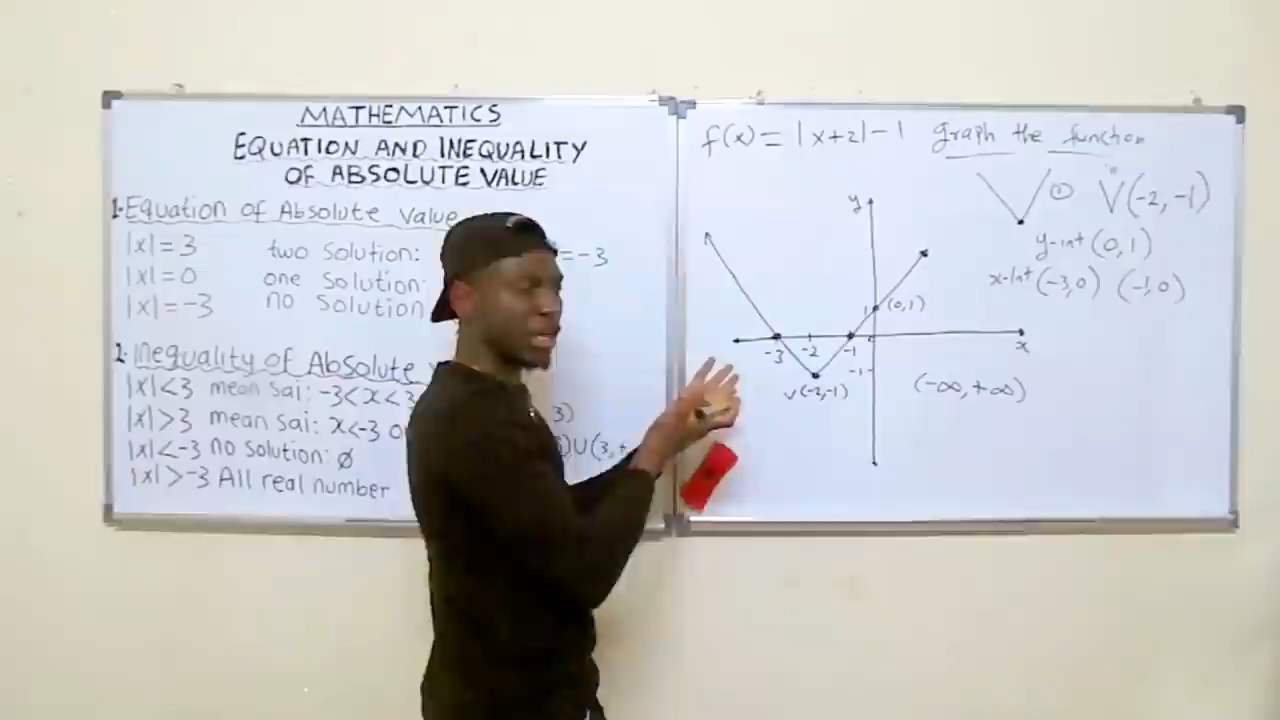 MATHEMATICS
EQUATION AND INEQUALITY
OF ABSOLUTE VALUE
1. Equation of Absolute Value
|x| = 3 two solution: =-3
|x| = 0 one solution
|x| = -3 no solution
2. Inequality of Absolute
|x|<3 mean sai: -3<x<3 3)
|x|>3 mean sai: x<-3 o )U(3,+
|x|<-3 no solution: ø
|x|>-3 All real number
f(x) = |x+2|-1 graph the function
V(-2,-1)
y-int (0,1)
x-int (-3,0) (-1,0)
y
1 (0,1)
-3 -2 -1 x
-1
V(-2,-1) (-∞,+∞)